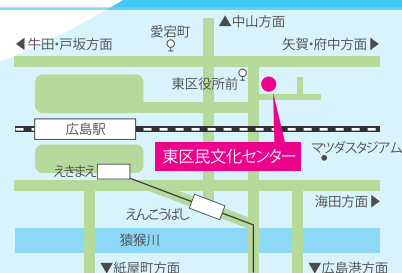 ▲中山方面
愛宕町
◀牛田・戸坂方面
矢賀・府中方面▶
東区役所前
広島駅
東区民文化センター
マツダスタジアム
えきまえ
海田方面▶
えんこうばし
猿猴川
▼紙屋町方面
▼広島港方面